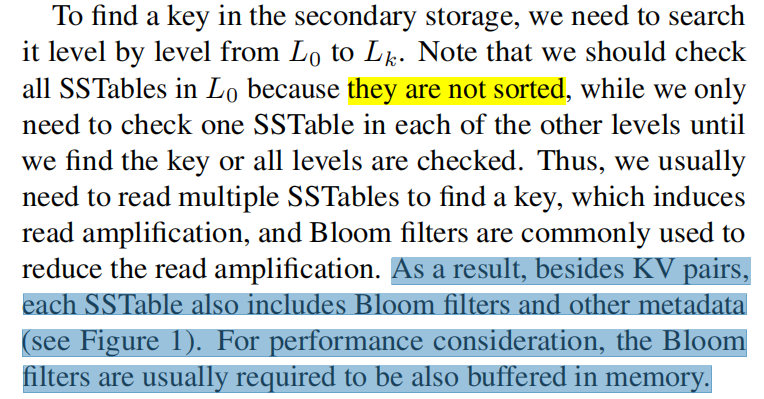 To find a key in the secondary storage, we need to search
it level by level from L0 to Lk. Note that we should check
all SSTables in L0 because they are not sorted, while we only
need to check one SSTable in each of the other levels until
we find the key or all levels are checked. Thus, we usually
need to read multiple SSTables to find a key, which induces
read amplification, and Bloom filters are commonly used to
reduce the read amplification. As a result, besides KV pairs,
each SSTable also includes Bloom filters and other metadata
(see Figure 1). For performance consideration, the Bloom
filters are usually required to be also buffered in memory.